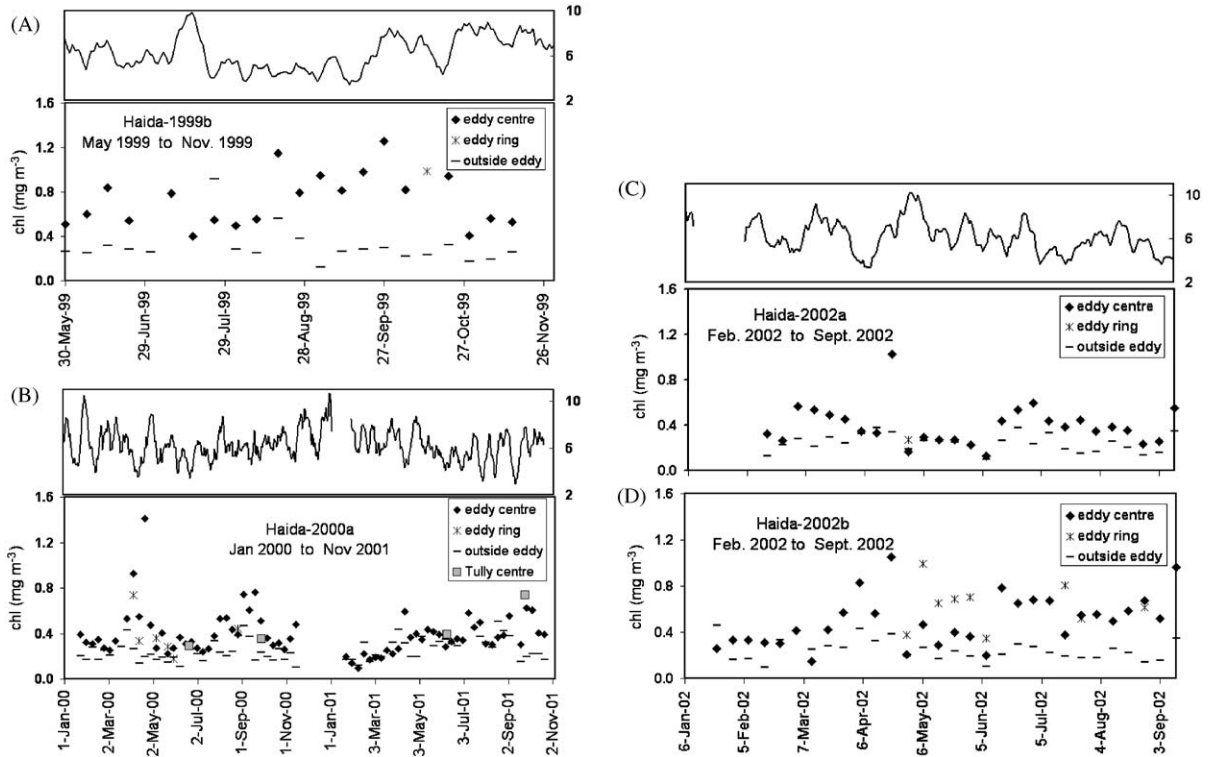 (A)
10
6
2
1.6
1.2
0.8
0.4
0.0
chl (mg m-3)
Haida-1999b
May 1999 to Nov. 1999
eddy centre
eddy ring
outside eddy
30-May-99
29-Jun-99
29-Jul-99
28-Aug-99
27-Sep-99
27-Oct-99
26-Nov-99
(B)
10
6
2
1.6
1.2
0.8
0.4
0.0
chl (mg m-3)
Haida-2000a
Jan 2000 to Nov 2001
eddy centre
eddy ring
outside eddy
Tully centre
1-Jan-00
2-Mar-00
2-May-00
2-Jul-00
1-Sep-00
1-Nov-00
1-Jan-01
3-Mar-01
3-May-01
3-Jul-01
2-Sep-01
2-Nov-01
(C)
10
6
2
1.6
1.2
0.8
0.4
0.0
chl (mg m-3)
Haida-2002a
Feb. 2002 to Sept. 2002
eddy centre
eddy ring
outside eddy
(D)
1.6
1.2
0.8
0.4
0.0
chl (mg m-3)
Haida-2002b
Feb. 2002 to Sept. 2002
eddy centre
eddy ring
outside eddy
6-Jan-02
5-Feb-02
7-Mar-02
6-Apr-02
6-May-02
5-Jun-02
5-Jul-02
4-Aug-02
3-Sep-02